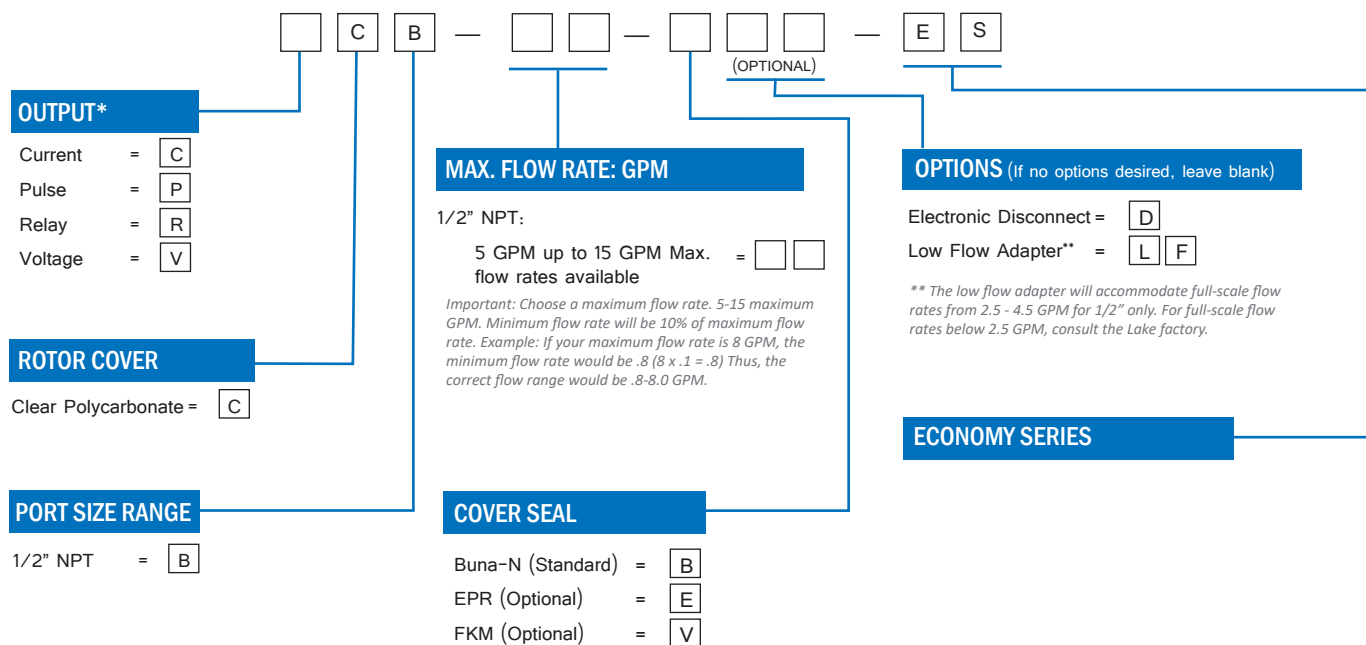 C B — — — E S
(OPTIONAL)
OUTPUT*
Current = C
Pulse = P
Relay = R
Voltage = V
ROTOR COVER
Clear Polycarbonate = C
PORT SIZE RANGE
1/2" NPT = B
MAX. FLOW RATE: GPM
1/2" NPT:
5 GPM up to 15 GPM Max. =
flow rates available
Important: Choose a maximum flow rate. 5-15 maximum
GPM. Minimum flow rate will be 10% of maximum flow
rate. Example: If your maximum flow rate is 8 GPM, the
minimum flow rate would be .8 (8 x .1 = .8) Thus, the
correct flow range would be .8-8.0 GPM.
COVER SEAL
Buna-N (Standard) = B
EPR (Optional) = E
FKM (Optional) = V
OPTIONS (If no options desired, leave blank)
Electronic Disconnect = D
Low Flow Adapter** = L F
** The low flow adapter will accommodate full-scale flow
rates from 2.5 - 4.5 GPM for 1/2" only. For full-scale flow
rates below 2.5 GPM, consult the Lake factory.
ECONOMY SERIES